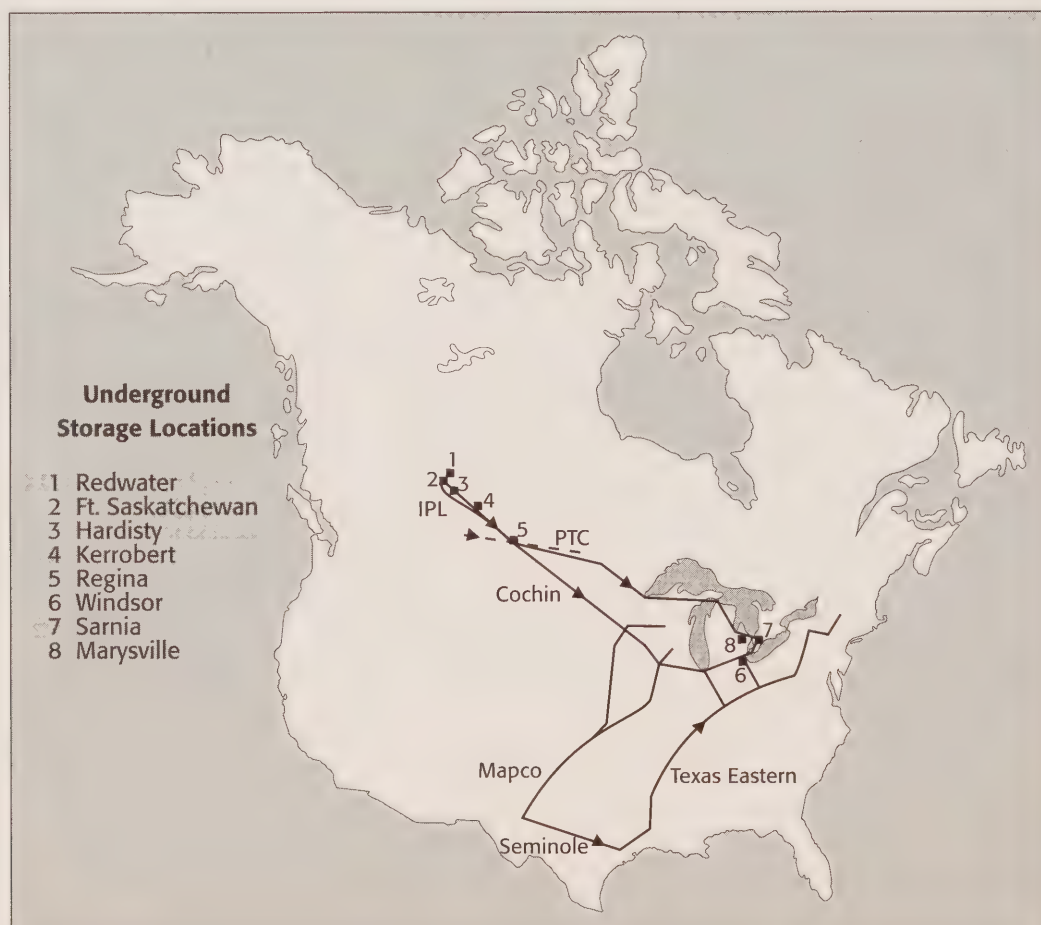 Underground
Storage Locations
1 Redwater
2 Ft. Saskatchewan
3 Hardisty
4 Kerrobert
5 Regina
6 Windsor
7 Sarnia
8 Marysville
1
2
3
4
IPL
5
PTC
Cochin
8
7
6
Mapco
Texas Eastern
Seminole